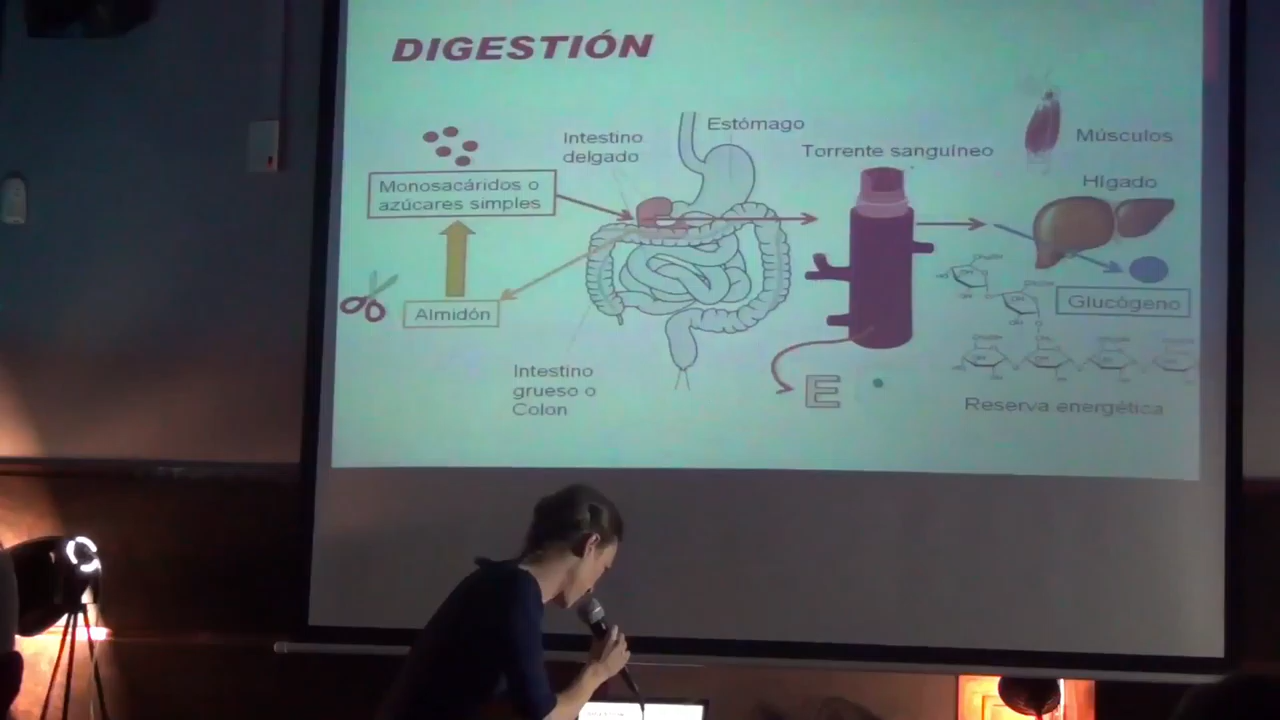 DIGESTIÓN
Intestino
delgado
Estómago
Torrente sanguíneo
Músculos
Hígado
Monosacáridos o
azúcares simples
Almidón
Glucógeno
Intestino
grueso o
Colon
E
Reserva energética